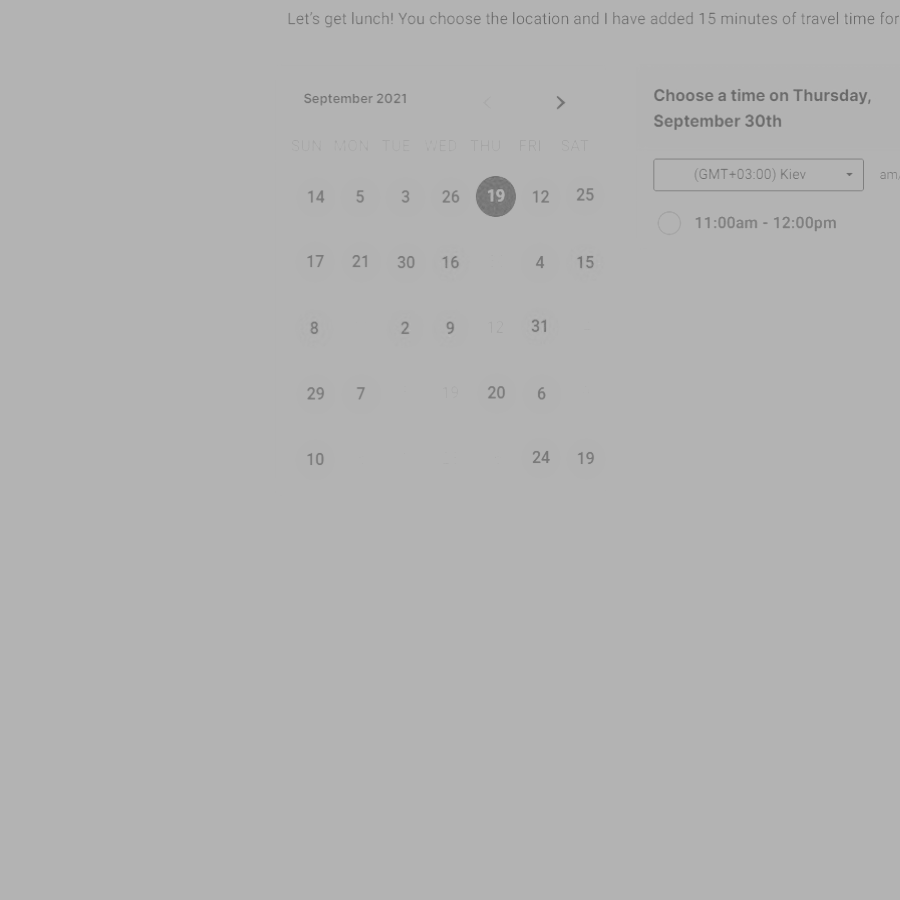 Let's get lunch! You choose the location and I have added 15 minutes of travel time for
September 2021
SUN MON TUE WED THU FRI SAT
14 5 3 26 19 12 25
17 21 30 16 4 15
8 2 9 12 31
29 7 19 20 6
10 24 19
Choose a time on Thursday,
September 30th
(GMT+03:00) Kiev
am/
11:00am - 12:00pm